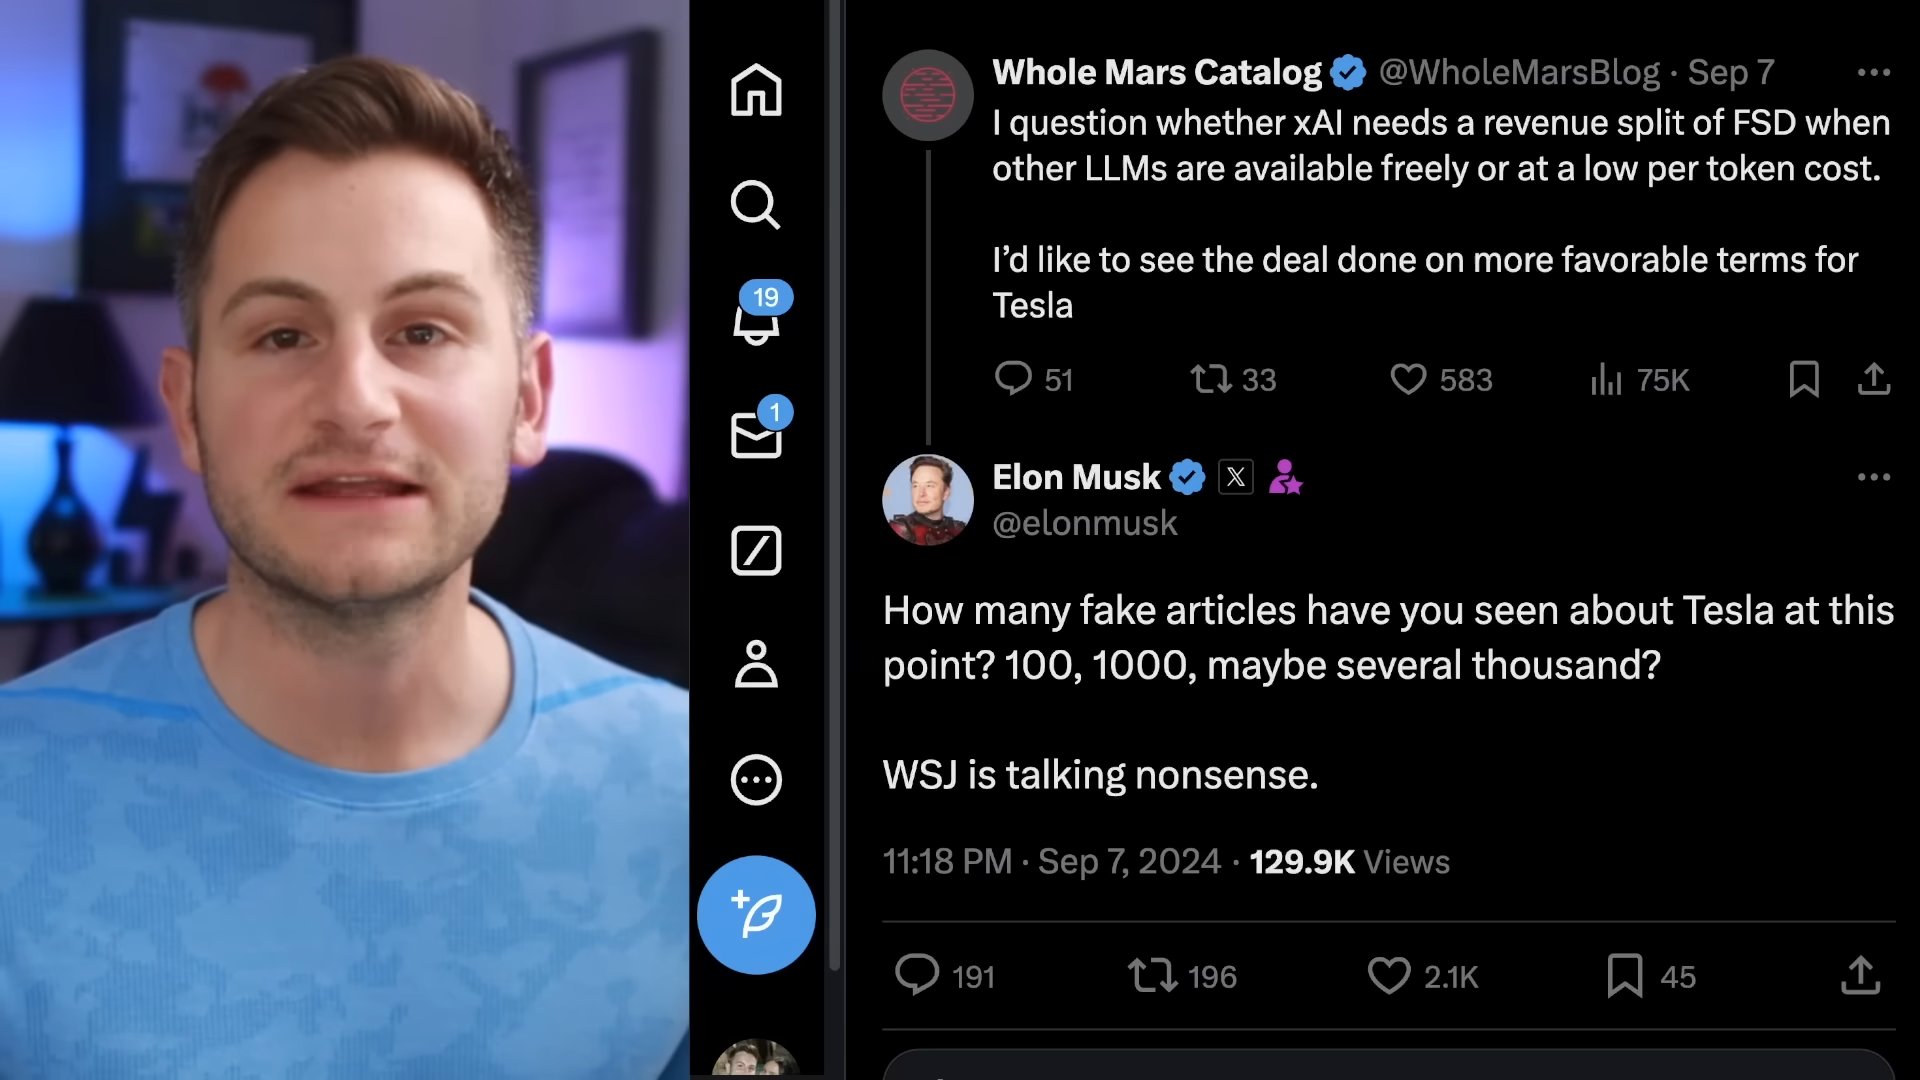 Whole Mars Catalog @WholeMarsBlog · Sep 7
I question whether xAI needs a revenue split of FSD when
other LLMs are available freely or at a low per token cost.
I’d like to see the deal done on more favorable terms for
Tesla
51 33 583 75K
19
1
Elon Musk
@elonmusk
How many fake articles have you seen about Tesla at this
point? 100, 1000, maybe several thousand?
WSJ is talking nonsense.
11:18 PM · Sep 7, 2024 · 129.9K Views
191 196 2.1K 45